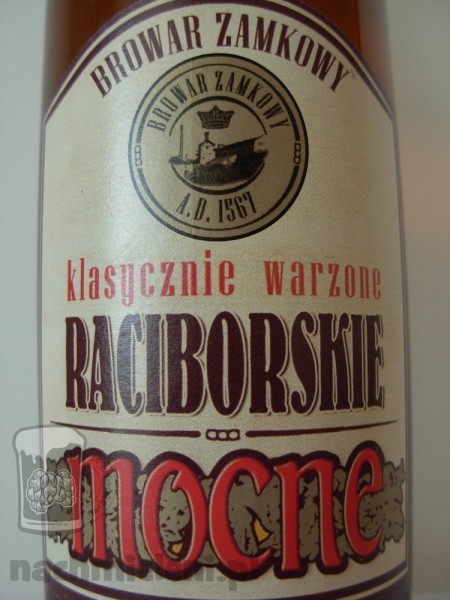 BROWAR ZAMKOWY
BROWAR ZAMKOWY
A.D. 1567
klasycznie warzone
RACIBORSKIE
mocne